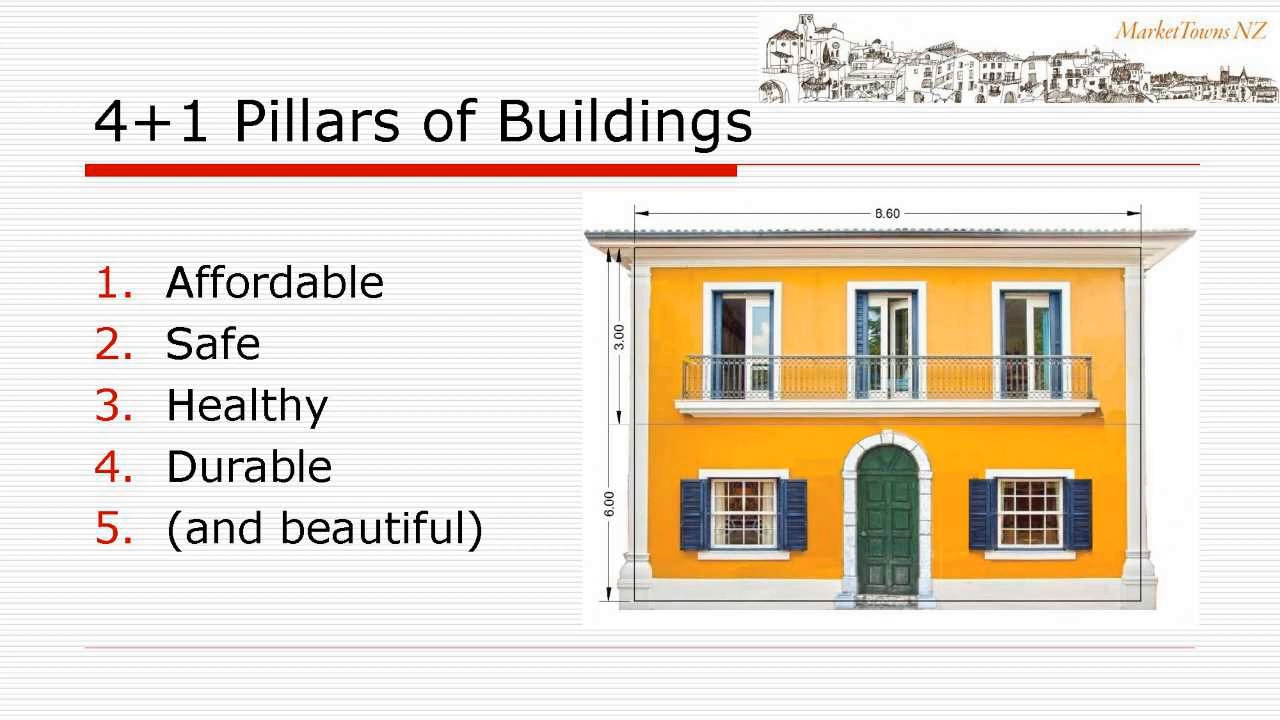 MarketTowns NZ
4+1 Pillars of Buildings
1. Affordable
2. Safe
3. Healthy
4. Durable
5. (and beautiful)
8.60
3.00
6.00